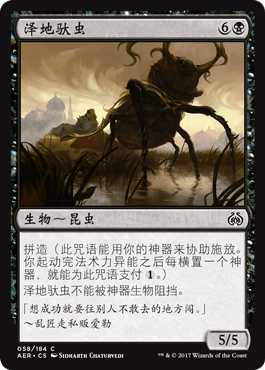 泽地驮虫 6
生物～昆虫
拼造（此咒语能用你的神器来协助施放。
你起动完法术力异能之后每横置一个神
器，就能为此咒语支付1。）
泽地驮虫不能被神器生物阻挡。
「想成功就要往别人不敢去的地方闯。」
～乱匠走私贩爱勒
5/5
058/184 C
AER • CS SIDHARTH CHATURVEDI
™ & © 2017 Wizards of the Coast